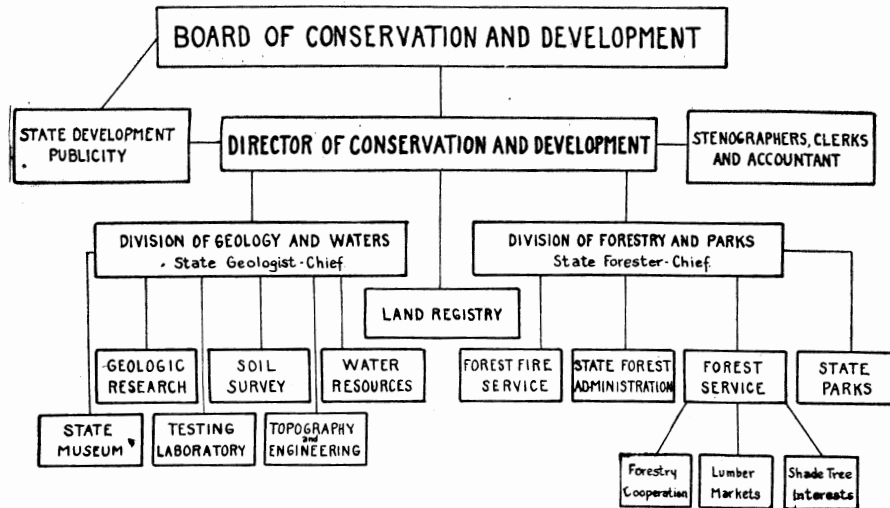 BOARD OF CONSERVATION AND DEVELOPMENT
STATE DEVELOPMENT
PUBLICITY
DIRECTOR OF CONSERVATION AND DEVELOPMENT
STENOGRAPHERS, CLERKS
AND ACCOUNTANT
DIVISION OF GEOLOGY AND WATERS
State Geologist-Chief
DIVISION OF FORESTRY AND PARKS
State Forester-Chief
LAND REGISTRY
GEOLOGIC
RESEARCH
SOIL
SURVEY
WATER
RESOURCES
FOREST FIRE
SERVICE
STATE FOREST
ADMINISTRATION
FOREST
SERVICE
STATE
PARKS
STATE
MUSEUM
TESTING
LABORATORY
TOPOGRAPHY
and
ENGINEERING
Forestry
Cooperation
Lumber
Markets
Shade Tree
Interests